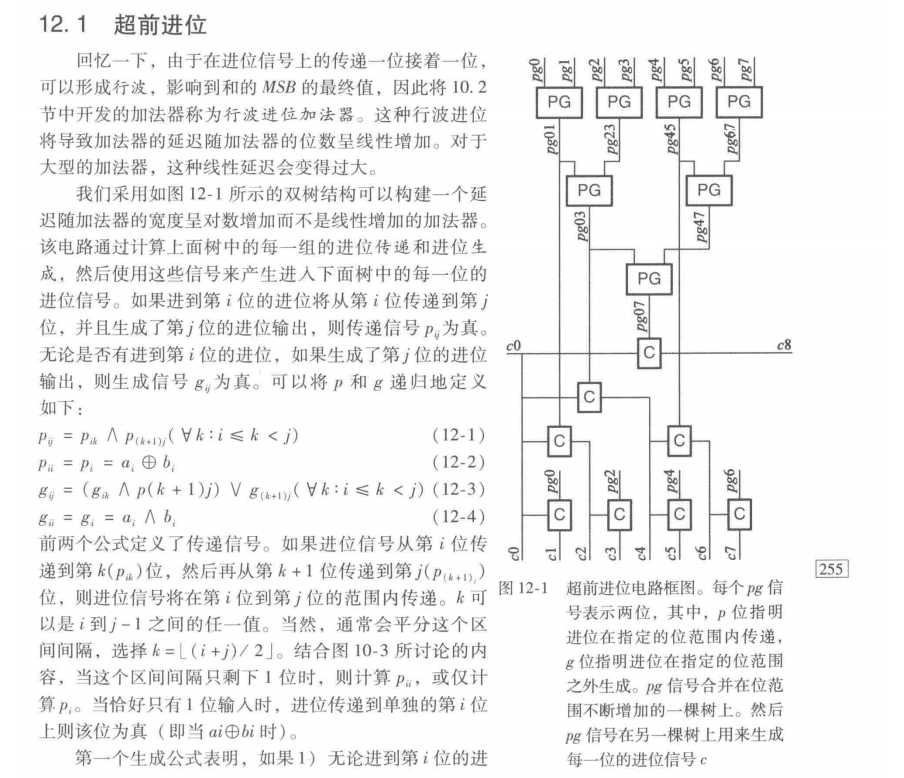 12.1 超前进位
回忆一下，由于在进位信号上的传递一位接着一位，
可以形成行波，影响到和的 MSB 的最终值，因此将 10.2
节中开发的加法器称为行波进位加法器。这种行波进位
将导致加法器的延迟随加法器的位数呈线性增加。对于
大型的加法器，这种线性延迟会变得过大。
我们采用如图 12-1 所示的双树结构可以构建一个延
迟随加法器的宽度呈对数增加而不是线性增加的加法器。
该电路通过计算上面树中的每一组的进位传递和进位生
成，然后使用这些信号来产生进入下面树中的每一位的
进位信号。如果进到第 i 位的进位将从第 i 位传递到第 j
位，并且生成了第 j 位的进位输出，则传递信号 p_ij 为真。
无论是否有进到第 i 位的进位，如果生成了第 j 位的进位
输出，则生成信号 g_ij 为真。可以将 p 和 g 递归地定义
如下：
p_ij = p_ik ∧ p_(k+1)j (∀k : i ≤ k < j) (12-1)
p_ii = p_i = a_i ⊕ b_i (12-2)
g_ij = (g_ik ∧ p(k + 1)j) ∨ g_(k+1)j (∀k : i ≤ k < j) (12-3)
g_ii = g_i = a_i ∧ b_i (12-4)
前两个公式定义了传递信号。如果进位信号从第 i 位传
递到第 k(p_ik)位，然后再从第 k + 1 位传递到第 j(p_(k+1)j)
位，则进位信号将在第 i 位到第 j 位的范围内传递。k 可
以是 i 到 j - 1 之间的任一值。当然，通常会平分这个区
间间隔，选择 k = ⌊(i + j)/2⌋。结合图 10-3 所讨论的内
容，当这个区间间隔只剩下 1 位时，则计算 p_ii，或仅计
算 p_i。当恰好只有 1 位输入时，进位传递到单独的第 i 位
上则该位为真（即当 ai⊕bi 时）。
第一个生成公式表明，如果 1）无论进到第 i 位的进
pg0 pg1 pg2 pg3 pg4 pg5 pg6 pg7
PG PG PG PG
pg01 pg23 pg45 pg67
PG PG
pg03 pg47
PG
pg07
c0 C c8
C
C C
pg0 pg2 pg4 pg6
C C C C
c0 c1 c2 c3 c4 c5 c6 c7
图 12-1 超前进位电路框图。每个 pg 信
号表示两位，其中，p 位指明
进位在指定的位范围内传递，
g 位指明进位在指定的位范围
之外生成。pg 信号合并在位范
围不断增加的一棵树上。然后
pg 信号在另一棵树上用来生成
每一位的进位信号 c
255